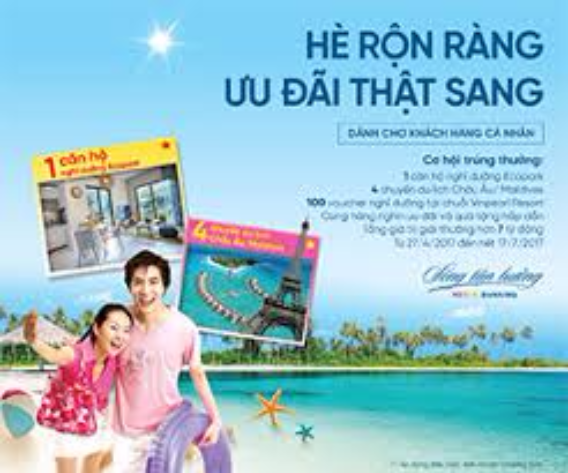 HÈ RỘN RÀNG
ƯU ĐÃI THẬT SANG
DÀNH CHO KHÁCH HÀNG CÁ NHÂN
Cơ hội trúng thưởng:
căn hộ nghỉ dưỡng Ecopark
4 chuyến du lịch Châu Âu/ Maldives
100 voucher nghỉ dưỡng tại chuỗi Vinpearl Resort
Cùng hàng nghìn ưu đãi và quà tặng hấp dẫn
Tổng giá trị giải thưởng hơn 7 tỷ đồng
Từ 27/4/2017 đến hết 17/7/2017
1 căn hộ
nghỉ dưỡng Ecopark
4 chuyến du lịch
Châu Âu Maldives
Sống tận hưởng